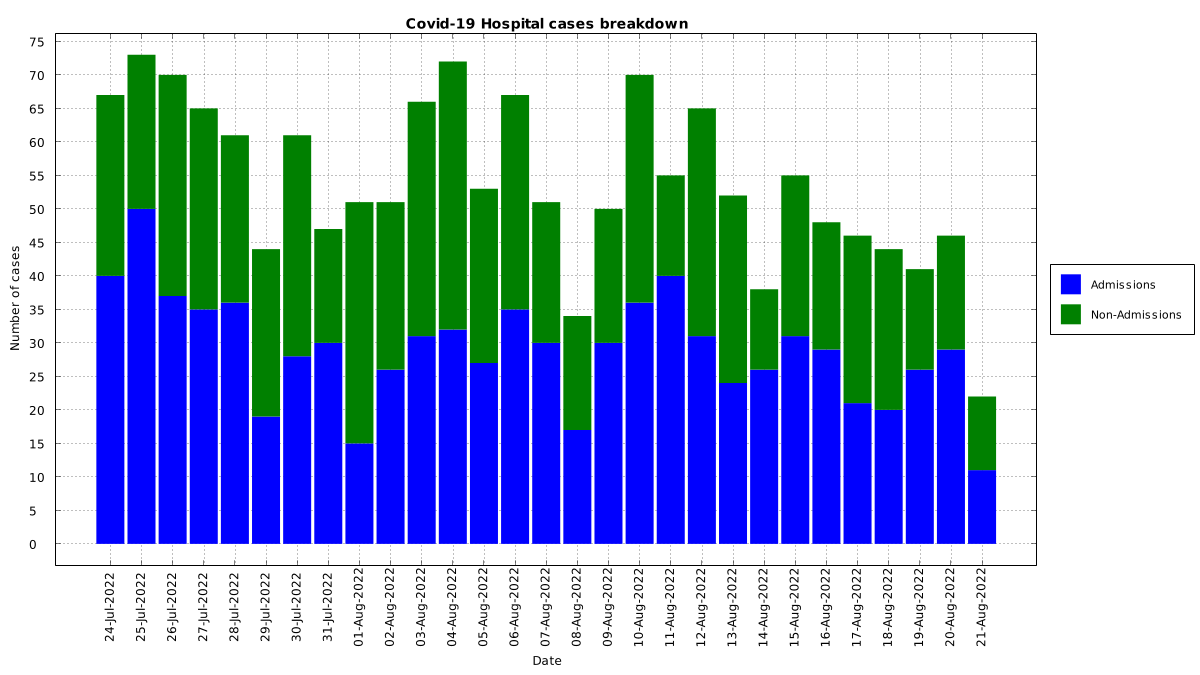 Covid-19 Hospital cases breakdown
75
70
65
60
55
50
45
40
35
30
25
20
15
10
5
0
Number of cases
24-Jul-2022
25-Jul-2022
26-Jul-2022
27-Jul-2022
28-Jul-2022
29-Jul-2022
30-Jul-2022
31-Jul-2022
01-Aug-2022
02-Aug-2022
03-Aug-2022
04-Aug-2022
05-Aug-2022
06-Aug-2022
07-Aug-2022
08-Aug-2022
09-Aug-2022
10-Aug-2022
11-Aug-2022
12-Aug-2022
13-Aug-2022
14-Aug-2022
15-Aug-2022
16-Aug-2022
17-Aug-2022
18-Aug-2022
19-Aug-2022
20-Aug-2022
21-Aug-2022
Date
Admissions
Non-Admissions